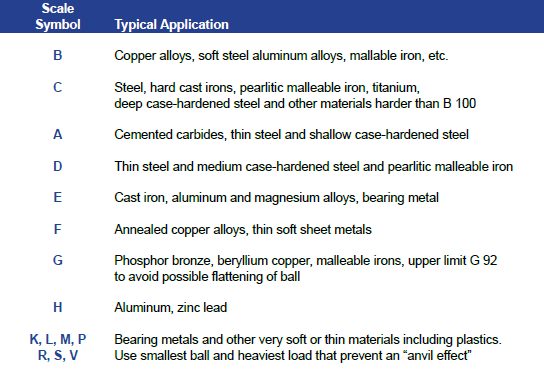 Scale
Symbol Typical Application
B Copper alloys, soft steel aluminum alloys, mallable iron, etc.
C Steel, hard cast irons, pearlitic malleable iron, titanium,
deep case-hardened steel and other materials harder than B 100
A Cemented carbides, thin steel and shallow case-hardened steel
D Thin steel and medium case-hardened steel and pearlitic malleable iron
E Cast iron, aluminum and magnesium alloys, bearing metal
F Annealed copper alloys, thin soft sheet metals
G Phosphor bronze, beryllium copper, malleable irons, upper limit G 92
to avoid possible flattening of ball
H Aluminum, zinc lead
K, L, M, P Bearing metals and other very soft or thin materials including plastics.
R, S, V Use smallest ball and heaviest load that prevent an “anvil effect”